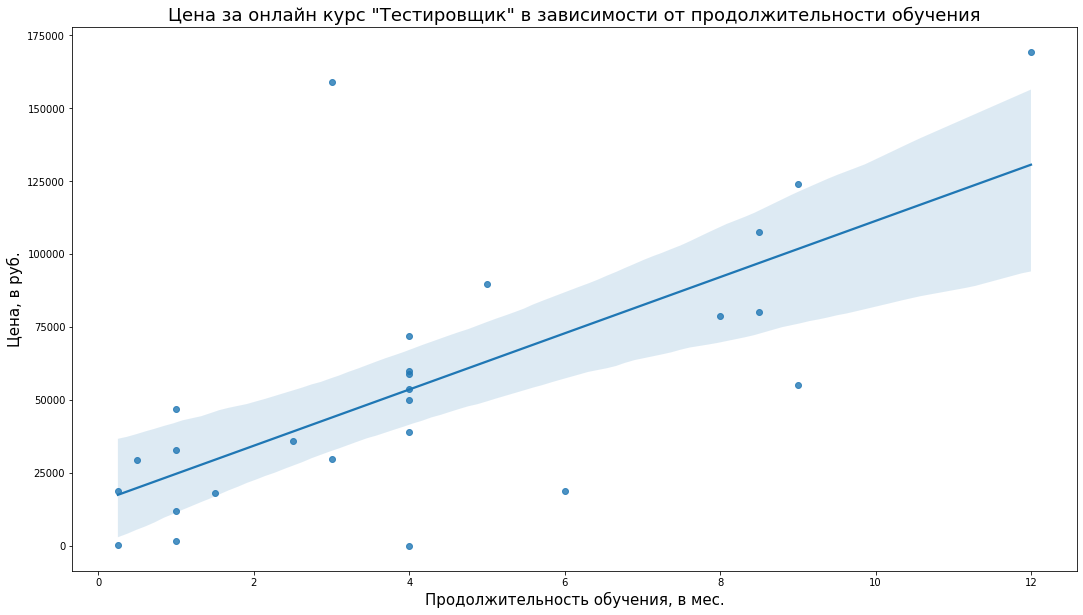 Цена за онлайн курс "Тестировщик" в зависимости от продолжительности обучения
175000
150000
125000
100000
75000
50000
25000
0
Цена, в руб.
0 2 4 6 8 10 12
Продолжительность обучения, в мес.